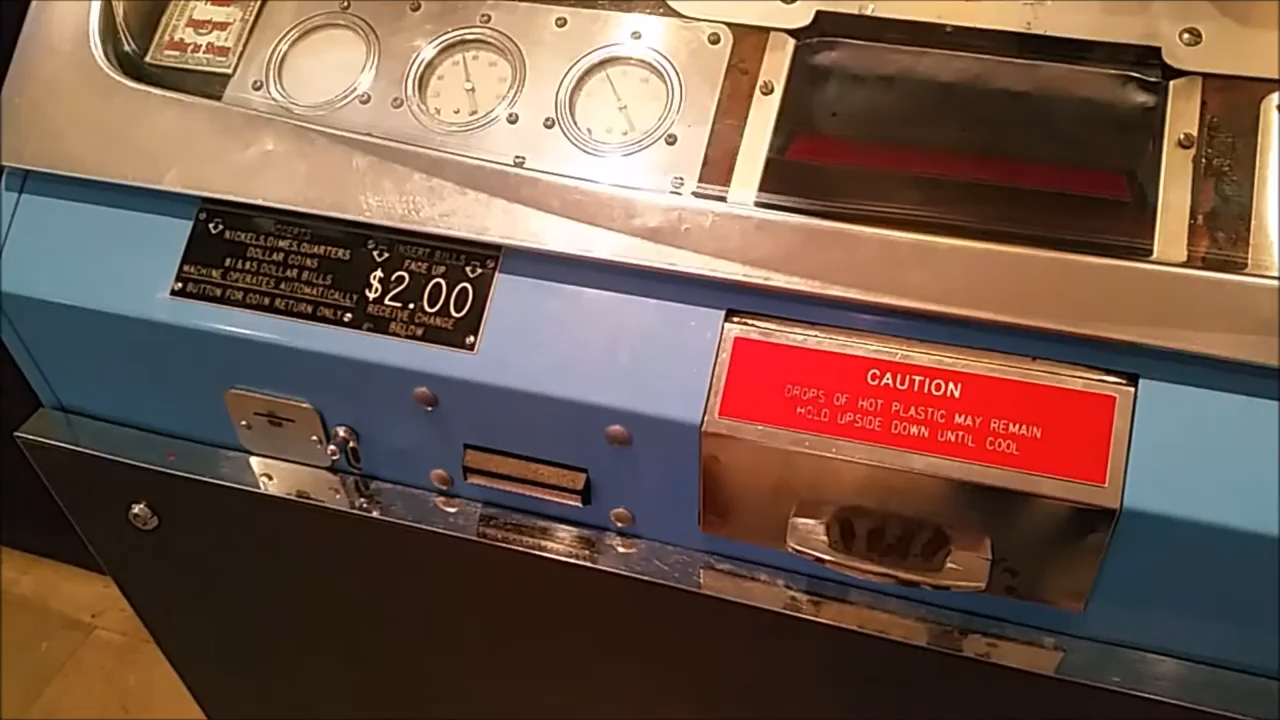 ACCEPTS
NICKELS, DIMES, QUARTERS
DOLLAR COINS
$1 & $5 DOLLAR BILLS
MACHINE OPERATES AUTOMATICALLY
BUTTON FOR COIN RETURN ONLY
INSERT BILLS
FACE UP
$2.00
RECEIVE CHANGE
BELOW
CAUTION
DROPS OF HOT PLASTIC MAY REMAIN
HOLD UPSIDE DOWN UNTIL COOL